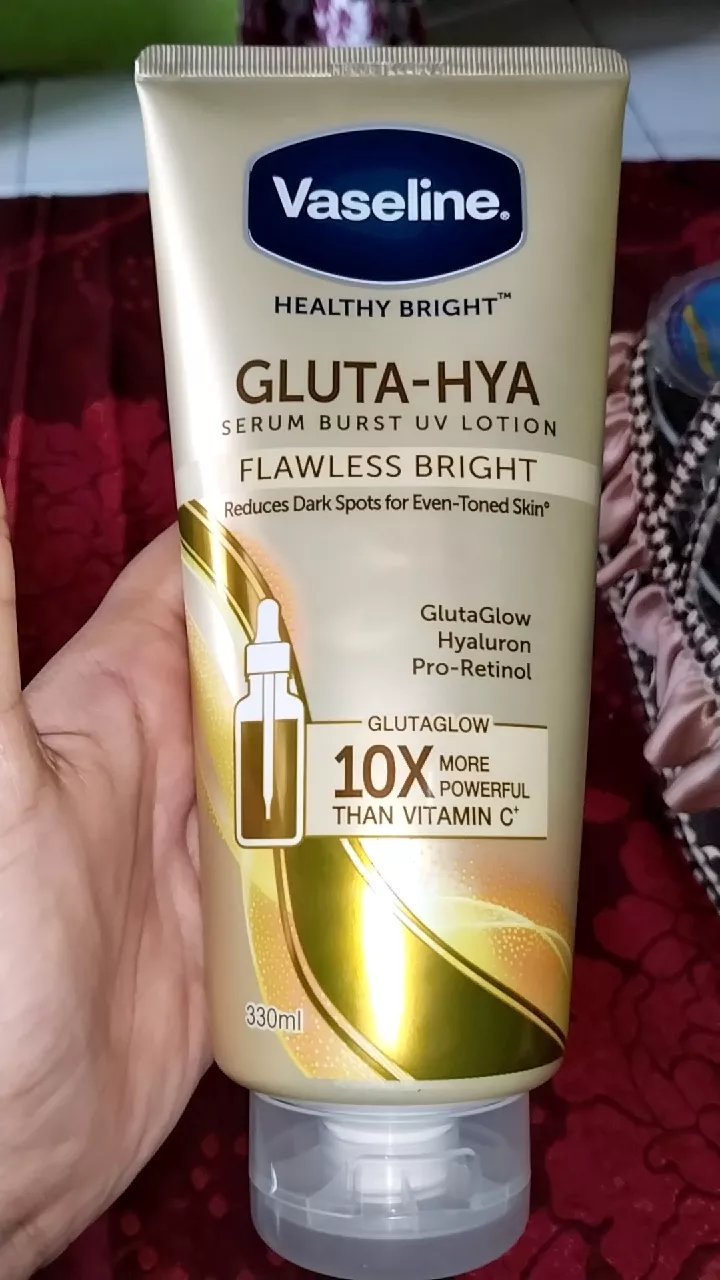 Vaseline®
HEALTHY BRIGHT™
GLUTA-HYA
SERUM BURST UV LOTION
FLAWLESS BRIGHT
Reduces Dark Spots for Even-Toned Skin°
GlutaGlow
Hyaluron
Pro-Retinol
GLUTAGLOW
10X MORE
POWERFUL
THAN VITAMIN C⁺
330ml